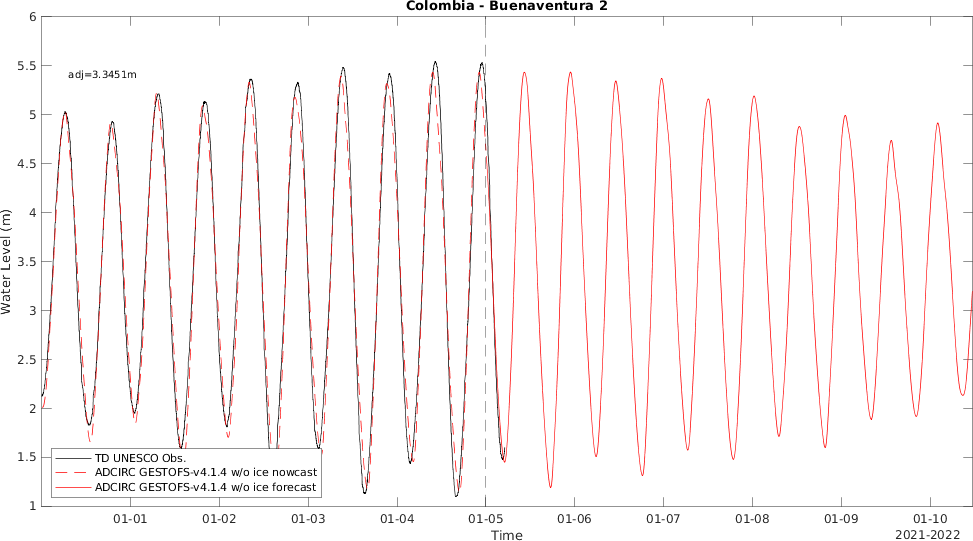 Colombia - Buenaventura 2
adj=3.3451m
Water Level (m)
6
5.5
5
4.5
4
3.5
3
2.5
2
1.5
1
TD UNESCO Obs.
ADCIRC GESTOFS-v4.1.4 w/o ice nowcast
ADCIRC GESTOFS-v4.1.4 w/o ice forecast
01-01 01-02 01-03 01-04 01-05 01-06 01-07 01-08 01-09 01-10
Time
2021-2022